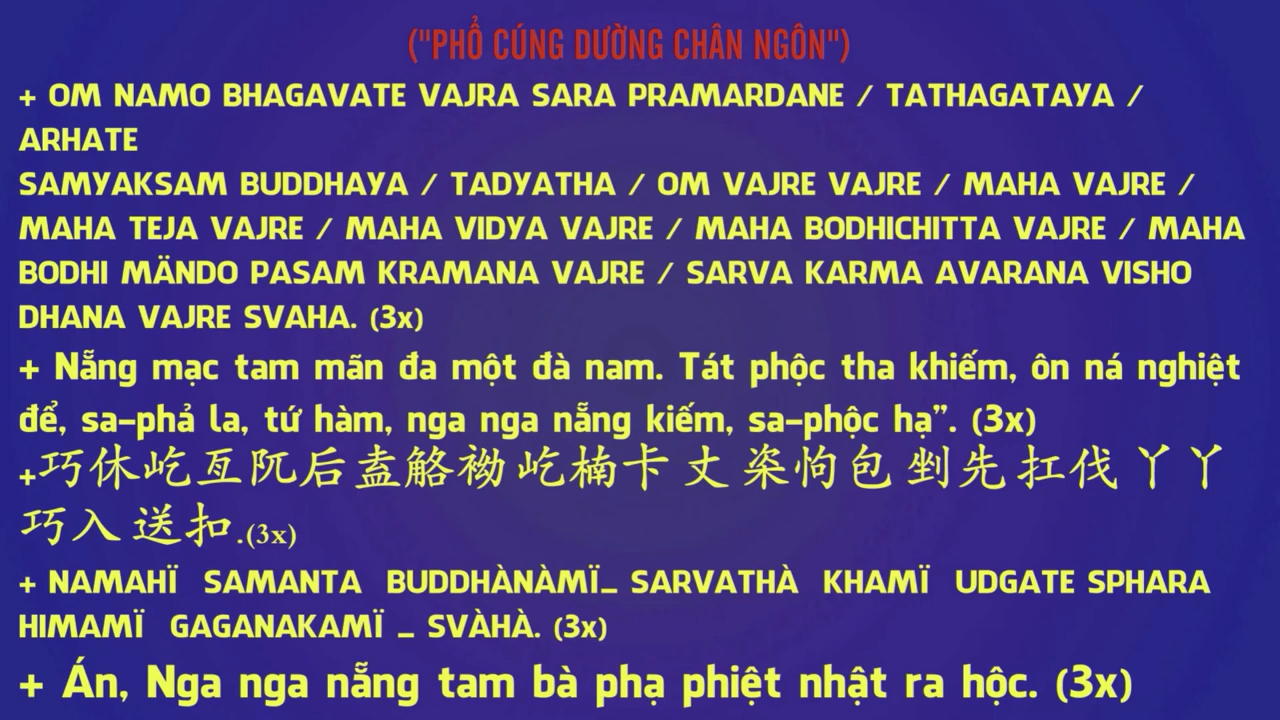 ("PHỔ CÚNG DƯỜNG CHÂN NGÔN")
+ OM NAMO BHAGAVATE VAJRA SARA PRAMARDANE / TATHAGATAYA /
ARHATE
SAMYAKSAM BUDDHAYA / TADYATHA / OM VAJRE VAJRE / MAHA VAJRE /
MAHA TEJA VAJRE / MAHA VIDYA VAJRE / MAHA BODHICHITTA VAJRE / MAHA
BODHI MÄNDO PASAM KRAMANA VAJRE / SARVA KARMA AVARANA VISHO
DHANA VAJRE SVAHA. (3x)
+ Nẵng mạc tam mãn đa một đà nam. Tát phộc tha khiếm, ôn ná nghiệt
để, sa-phả la, tứ hàm, nga nga nẵng kiếm, sa-phộc hạ”. (3x)
+巧休屹亙阢后盍觡袎屹楠卡丈 栥怐包 剉先扛伐丫丫
巧入送扣.(3x)
+ NAMAHÏ SAMANTA BUDDHÀNÀMÏ_ SARVATHÀ KHAMÏ UDGATE SPHARA
HIMAMÏ GAGANAKAMÏ _ SVÀHÀ. (3x)
+ Án, Nga nga nẵng tam bà phạ phiệt nhật ra hộc. (3x)